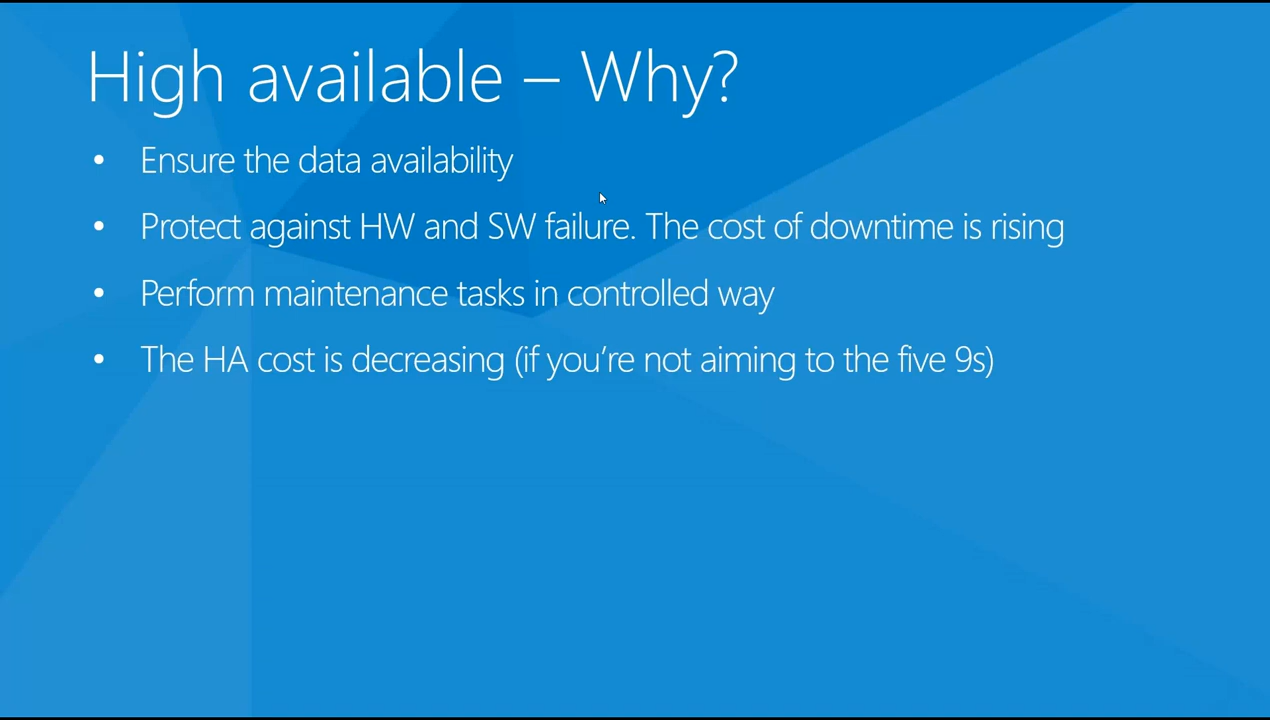 High available – Why?
• Ensure the data availability
• Protect against HW and SW failure. The cost of downtime is rising
• Perform maintenance tasks in controlled way
• The HA cost is decreasing (if you’re not aiming to the five 9s)